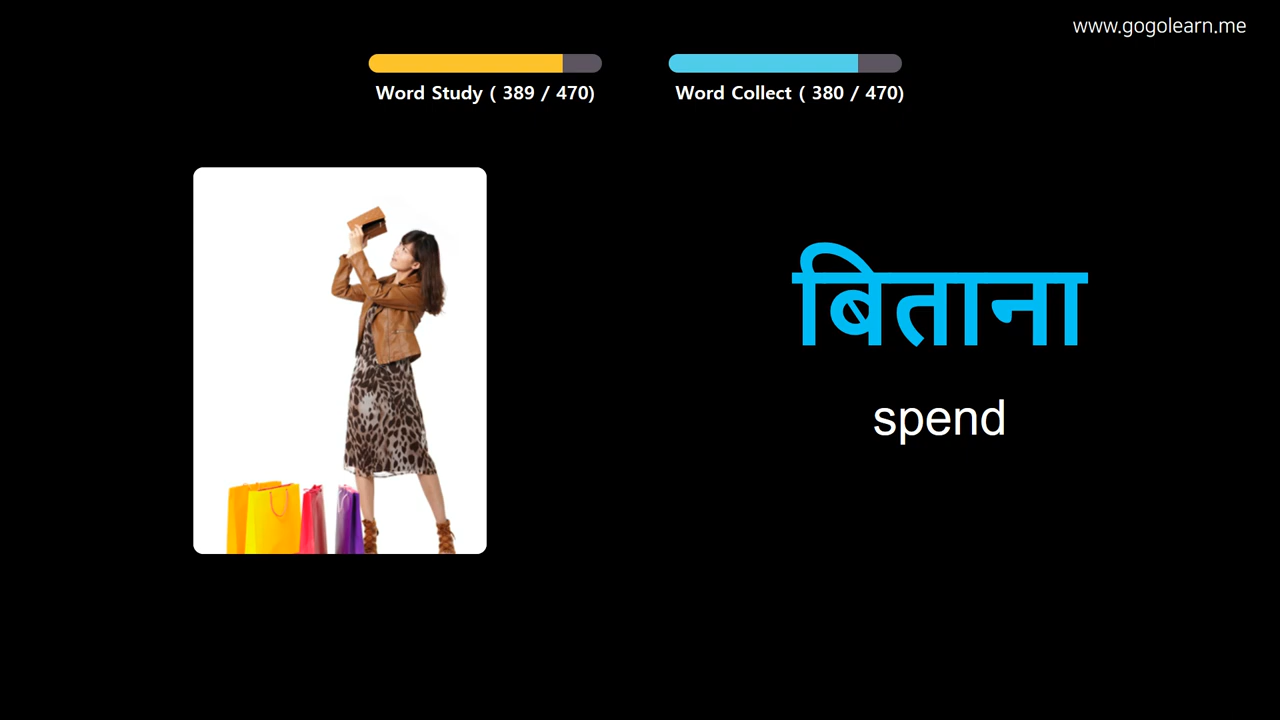 www.gogolearn.me
Word Study ( 389 / 470)
Word Collect ( 380 / 470)
बिताना
spend